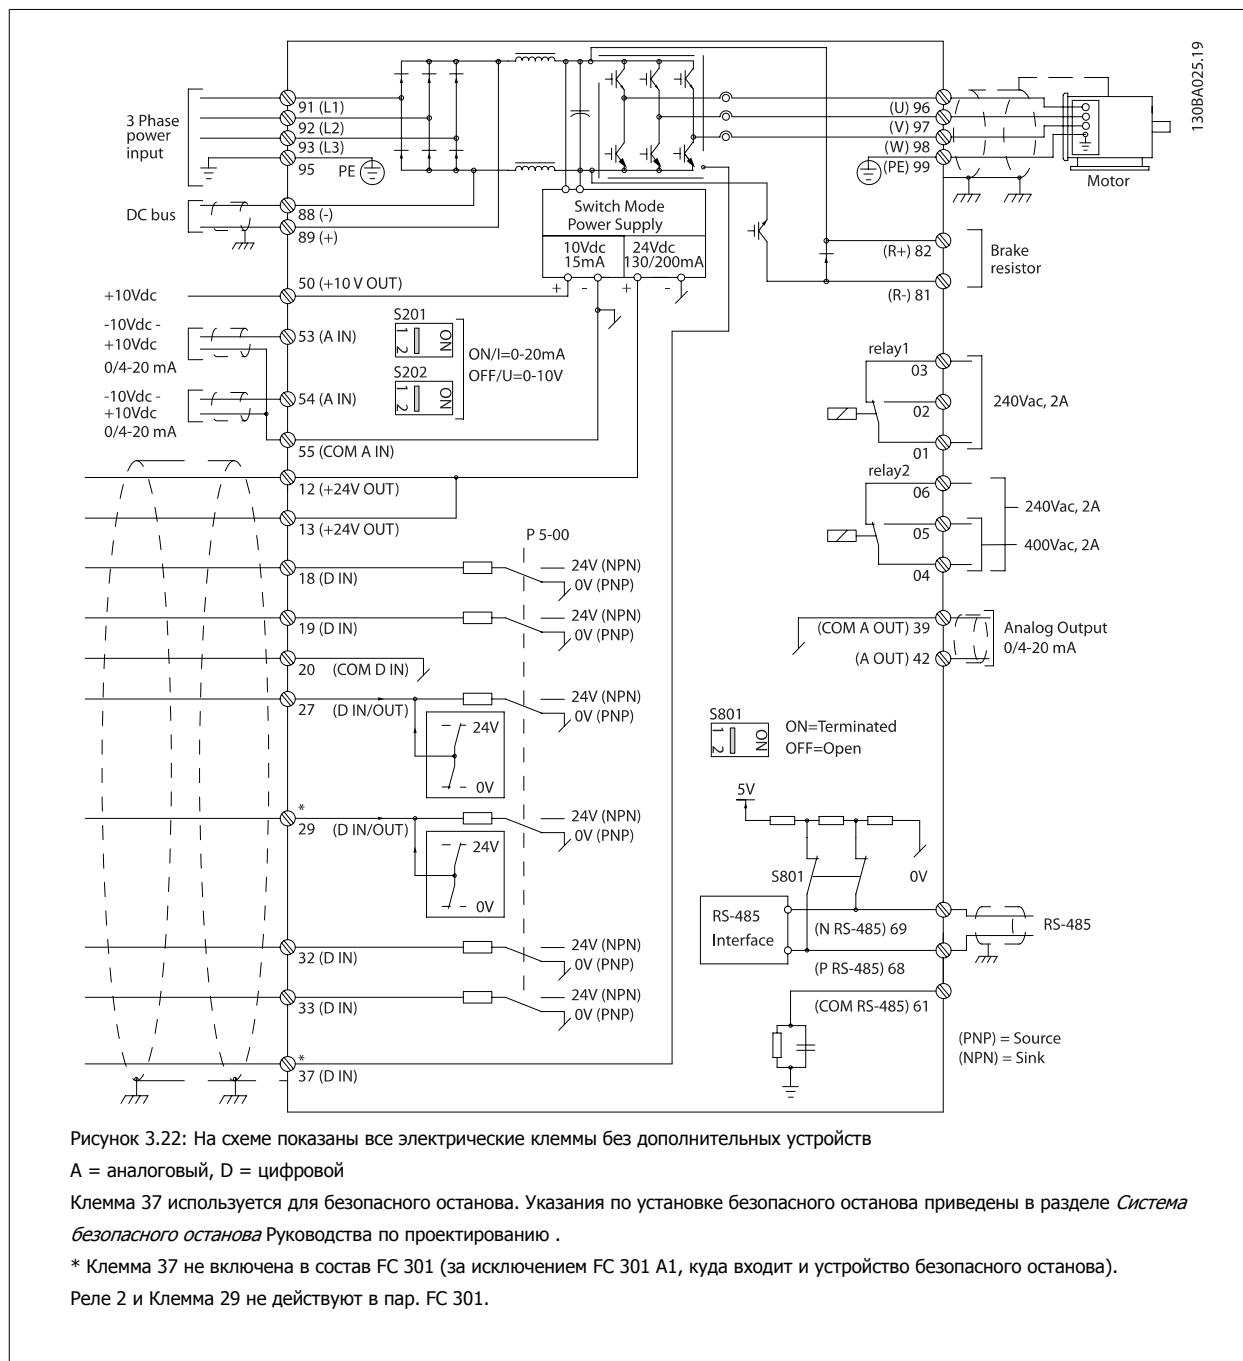 130BA025.19
3 Phase
power
input
91 (L1)
92 (L2)
93 (L3)
95
PE
(U) 96
(V) 97
(W) 98
(PE) 99
Motor
DC bus
88 (-)
89 (+)
Switch Mode
Power Supply
10Vdc
15mA
24Vdc
130/200mA
+
-
+
-
(R+) 82
(R-) 81
Brake
resistor
+10Vdc
50 (+10 V OUT)
-10Vdc -
+10Vdc
0/4-20 mA
53 (A IN)
S201
1
2
ON
ON/I=0-20mA
OFF/U=0-10V
S202
1
2
ON
-10Vdc -
+10Vdc
0/4-20 mA
54 (A IN)
55 (COM A IN)
relay1
03
02
01
240Vac, 2A
relay2
06
05
04
240Vac, 2A
400Vac, 2A
12 (+24V OUT)
13 (+24V OUT)
P 5-00
18 (D IN)
24V (NPN)
0V (PNP)
19 (D IN)
24V (NPN)
0V (PNP)
20 (COM D IN)
27 (D IN/OUT)
24V (NPN)
0V (PNP)
24V
0V
*
29 (D IN/OUT)
24V (NPN)
0V (PNP)
24V
0V
32 (D IN)
24V (NPN)
0V (PNP)
33 (D IN)
24V (NPN)
0V (PNP)
*
37 (D IN)
(COM A OUT) 39
(A OUT) 42
Analog Output
0/4-20 mA
S801
1
2
ON
ON=Terminated
OFF=Open
5V
S801
0V
RS-485
Interface
(N RS-485) 69
(P RS-485) 68
RS-485
(COM RS-485) 61
(PNP) = Source
(NPN) = Sink
Рисунок 3.22: На схеме показаны все электрические клеммы без дополнительных устройств
A = аналоговый, D = цифровой
Клемма 37 используется для безопасного останова. Указания по установке безопасного останова приведены в разделе Система
безопасного останова Руководства по проектированию .
* Клемма 37 не включена в состав FC 301 (за исключением FC 301 A1, куда входит и устройство безопасного останова).
Реле 2 и Клемма 29 не действуют в пар. FC 301.